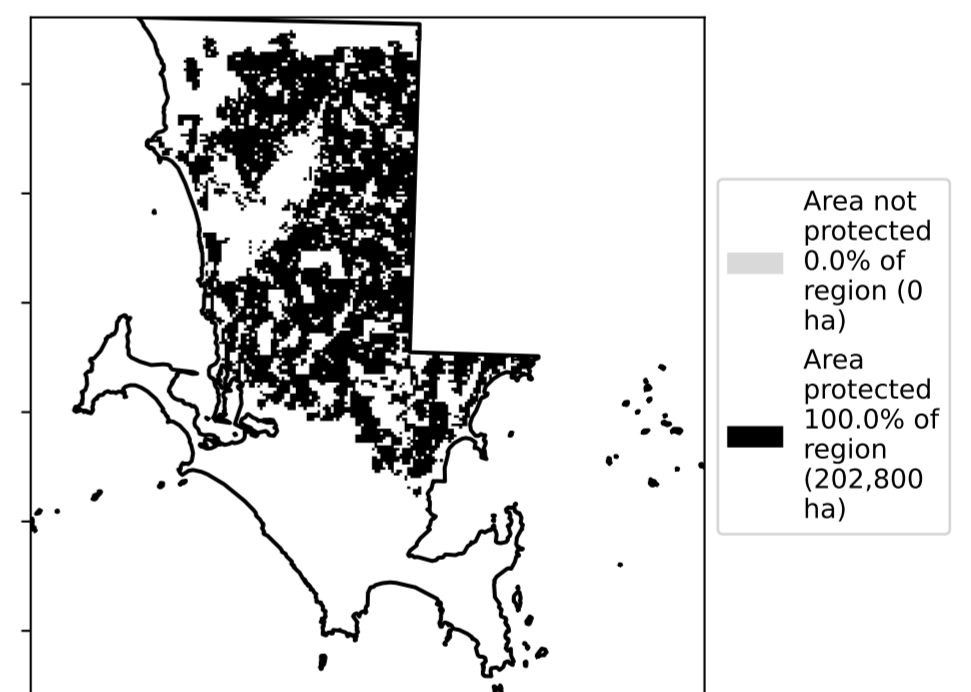 Area not
protected
0.0% of
region (0
ha)
Area
protected
100.0% of
region
(202,800
ha)